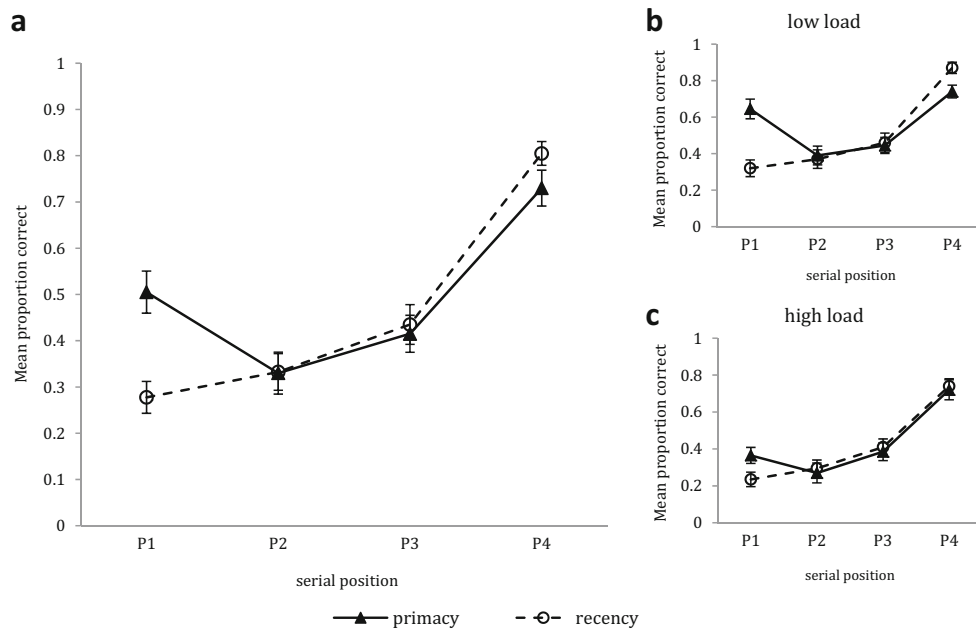 a
1
0.9
0.8
0.7
0.6
0.5
0.4
0.3
0.2
0.1
0
Mean proportion correct
P1 P2 P3 P4
serial position
b
low load
1
0.8
0.6
0.4
0.2
0
Mean proportion correct
P1 P2 P3 P4
serial position
c
high load
1
0.8
0.6
0.4
0.2
0
Mean proportion correct
P1 P2 P3 P4
serial position
primacy recency